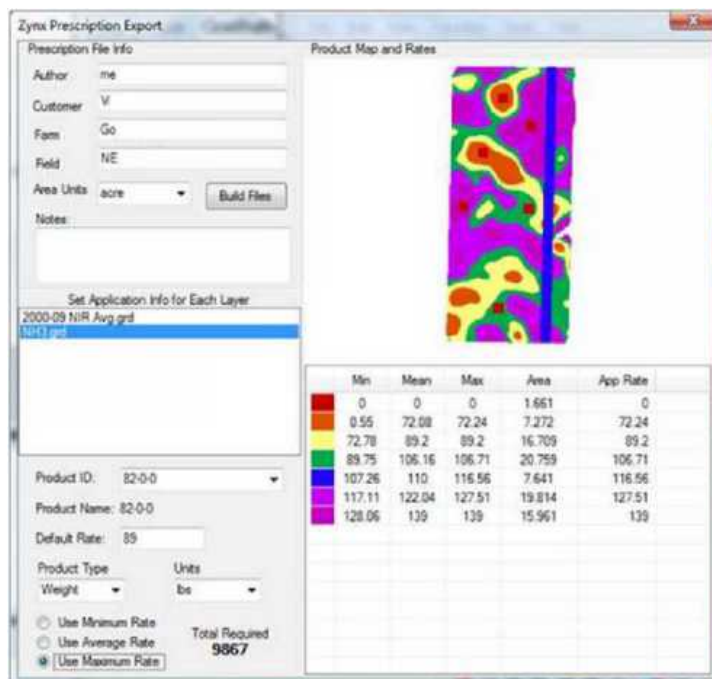 Zynx Prescription Export
Prescription File Info
Author me
Customer Vi
Farm Go
Field NE
Area Units acre Build Files
Notes:
Set Application Info for Each Layer
2000-09 NIR Avg.grd
NH3.grd
Product ID: 82-0-0
Product Name: 82-0-0
Default Rate: 89
Product Type Units
Weight lbs
Use Minimum Rate
Use Average Rate
Use Maximum Rate
Total Required
9867
Product Map and Rates
Min Mean Max Area App Rate
0 0 0 1.661 0
0.55 72.08 72.24 7.272 72.24
72.78 89.2 89.2 16.709 89.2
89.75 106.16 106.71 20.759 106.71
107.26 110 116.56 7.641 116.56
117.11 122.04 127.51 19.814 127.51
128.06 139 139 15.961 139